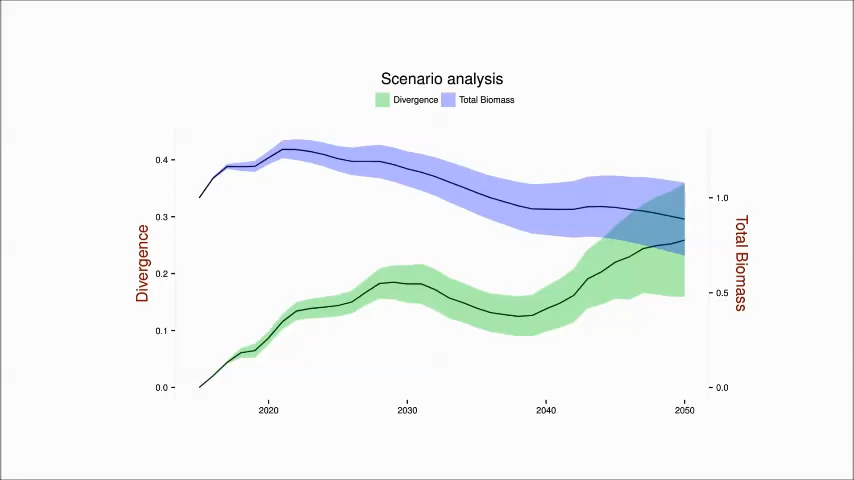 Scenario analysis
Divergence Total Biomass
0.4
0.3
0.2
0.1
0.0
Divergence
1.0
0.5
0.0
Total Biomass
2020 2030 2040 2050